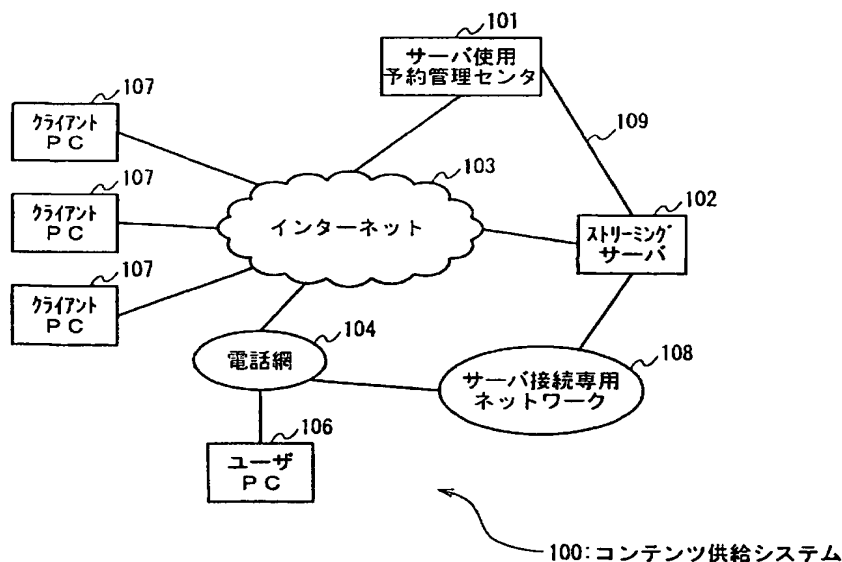 101
サーバ使用
予約管理センタ
107
クライアント
PC
109
103
107
102
クライアント
PC
インターネット
ストリーミング
サーバ
107
クライアント
PC
104
電話網
108
サーバ接続専用
ネットワーク
106
ユーザ
PC
100:コンテンツ供給システム